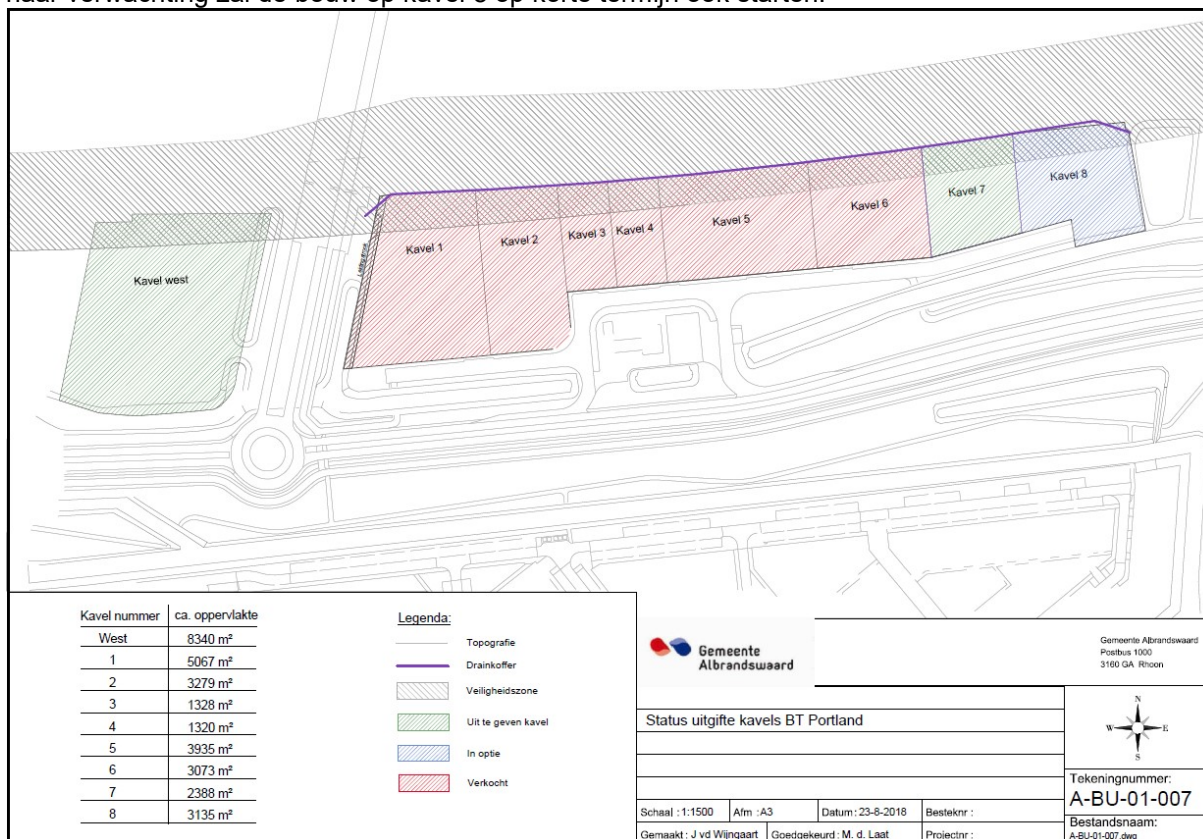 naar verwachting zal de bouw op kavel 8 op korte termijn ook starten.
Kavel west
Kavel 1
Kavel 2
Kavel 3
Kavel 4
Kavel 5
Kavel 6
Kavel 7
Kavel 8
Kavel nummer ca. oppervlakte
West 8340 m²
1 5067 m²
2 3279 m²
3 1328 m²
4 1320 m²
5 3935 m²
6 3073 m²
7 2388 m²
8 3135 m²
Legenda:
Topografie
Drainkoffer
Veiligheidszone
Uit te geven kavel
In optie
Verkocht
Gemeente
Albrandswaard
Gemeente Albrandswaard
Postbus 1000
3160 GA Rhoon
Status uitgifte kavels BT Portland
N
W E
S
Tekeningnummer:
A-BU-01-007
Bestandsnaam:
A-BU-01-007.dwg
Schaal :1:1500 Afm :A3 Datum: 23-8-2018 Besteknr :
Gemaakt: J vd Wijngaart Goedgekeurd: M. d. Laat Projectnr :